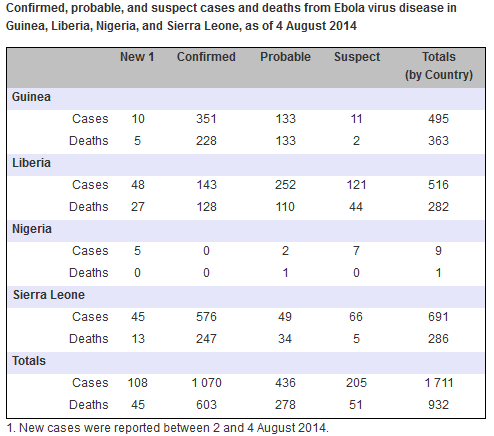 Confirmed, probable, and suspect cases and deaths from Ebola virus disease in
Guinea, Liberia, Nigeria, and Sierra Leone, as of 4 August 2014
New 1 Confirmed Probable Suspect Totals
(by Country)
Guinea
Cases 10 351 133 11 495
Deaths 5 228 133 2 363
Liberia
Cases 48 143 252 121 516
Deaths 27 128 110 44 282
Nigeria
Cases 5 0 2 7 9
Deaths 0 0 1 0 1
Sierra Leone
Cases 45 576 49 66 691
Deaths 13 247 34 5 286
Totals
Cases 108 1 070 436 205 1 711
Deaths 45 603 278 51 932
1. New cases were reported between 2 and 4 August 2014.